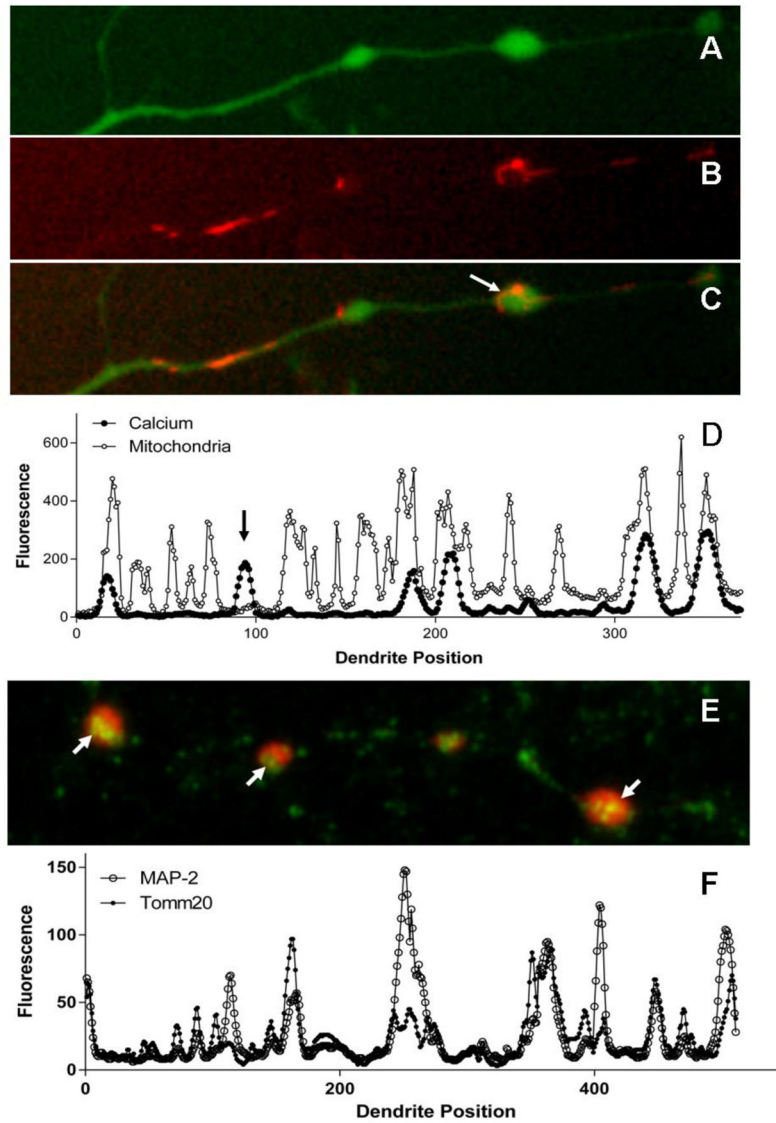 A
B
C
D
Calcium
Mitochondria
600
400
200
0
Fluorescence
0 100 200 300
Dendrite Position
E
F
MAP-2
Tomm20
150
100
50
0
Fluorescence
0 200 400
Dendrite Position